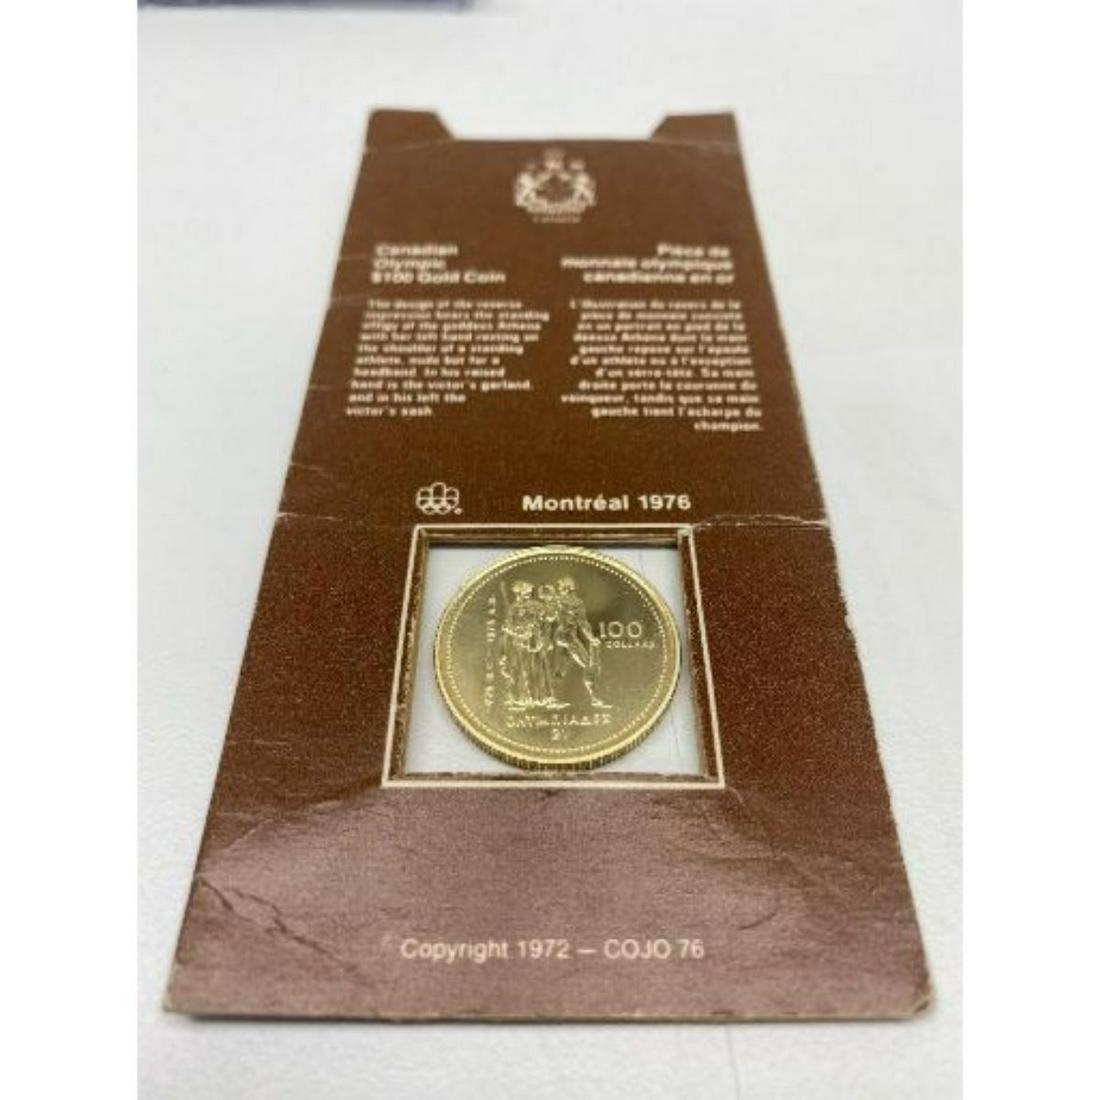 CANADA
Canadian
Olympic
$100 Gold Coin
The design of the reverse
impression bears the standing
effigy of the goddess Athena
with her left hand resting on
the shoulder of a standing
athlete, nude but for a
headband. In his raised
hand is the victor's garland,
and in his left the
victor's sash.
Pièce de
monnaie olympique
canadienne en or
L'illustration du revers de la
pièce de monnaie consiste
en un portrait en pied de la
déesse Athéna dont la main
gauche repose sur l'épaule
d'un athlète nu à l'exception
d'un serre-tête. Sa main
droite porte la couronne du
vainqueur, tandis que sa main
gauche tient l'écharpe du
champion.
Montréal 1976
100
DOLLARS
ΟΛΥΜΠΙΑΔΕΣ
21
Copyright 1972 — COJO 76